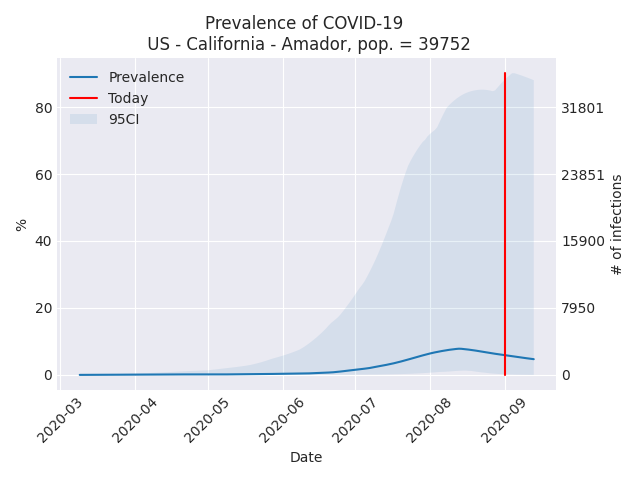 Prevalence of COVID-19
US - California - Amador, pop. = 39752
Prevalence
Today
95CI
80
60
40
20
0
%
31801
23851
15900
7950
0
# of infections
2020-03
2020-04
2020-05
2020-06
2020-07
2020-08
2020-09
Date